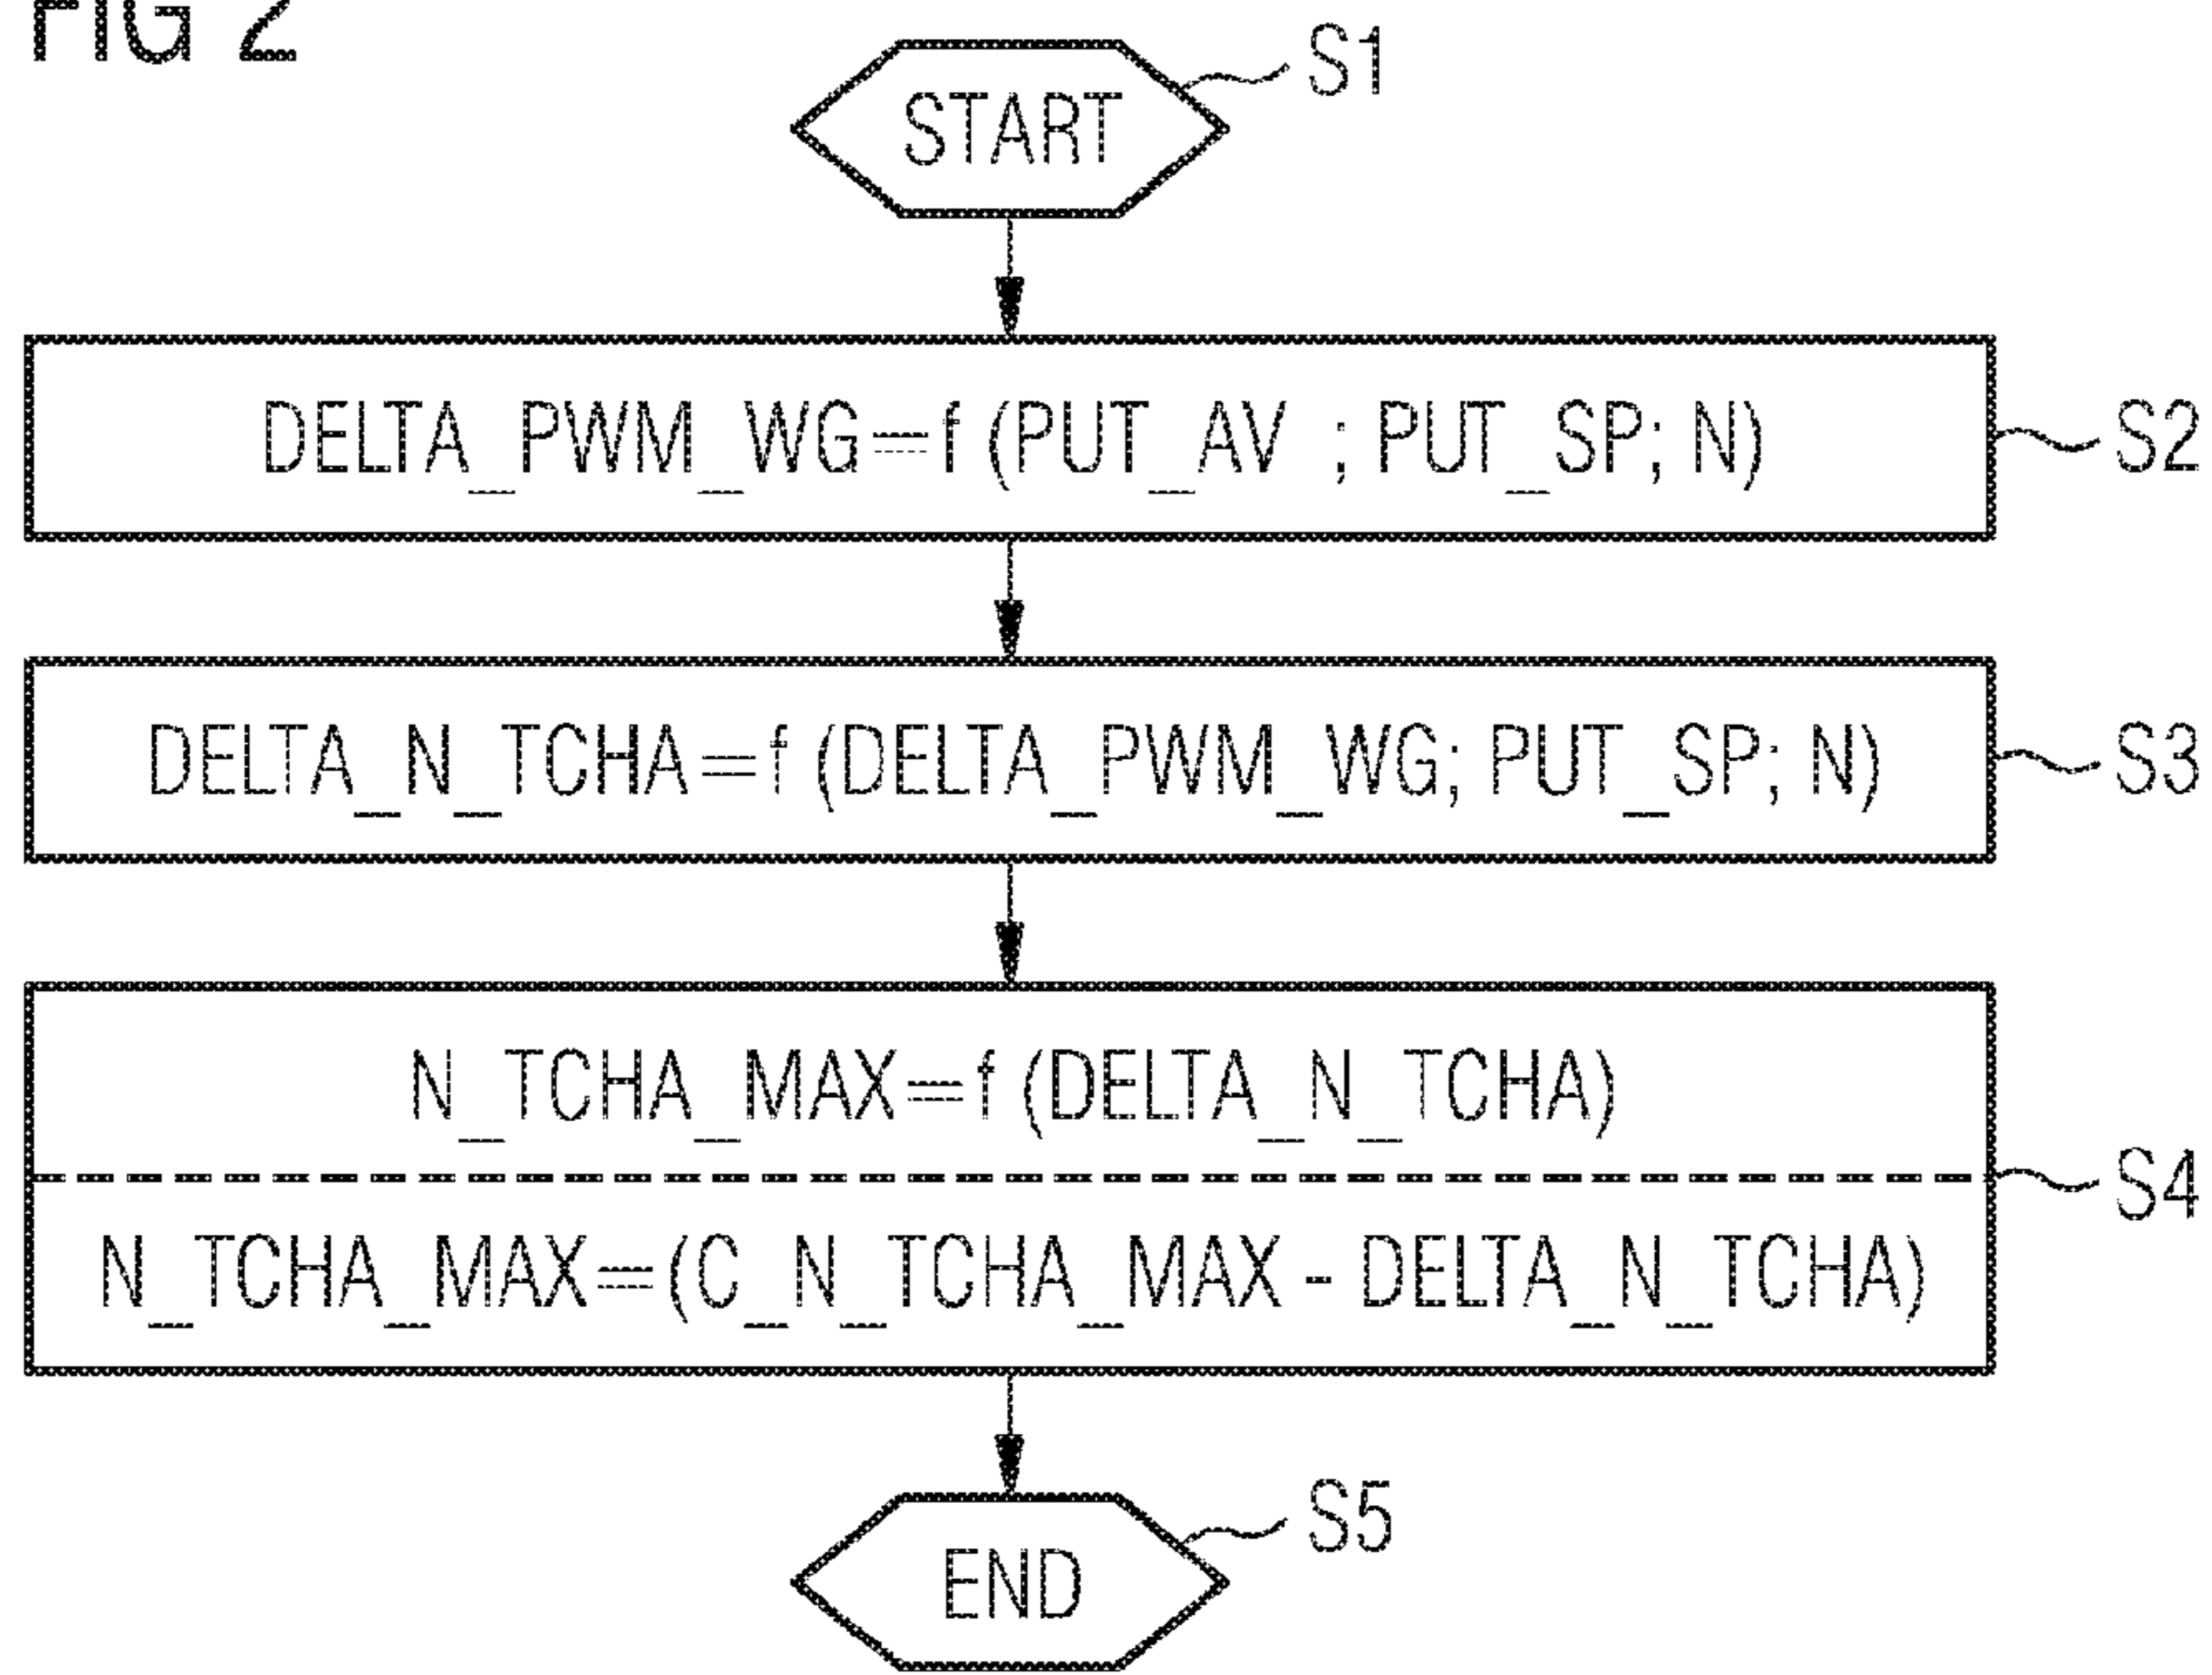 FIG 2
START S1
DELTA_PWM_WG=f (PUT_AV ; PUT_SP; N) S2
DELTA_N_TCHA=f (DELTA_PWM_WG; PUT_SP; N) S3
N_TCHA_MAX=f (DELTA_N_TCHA)
S4
N_TCHA_MAX=(C_N_TCHA_MAX - DELTA_N_TCHA)
END S5